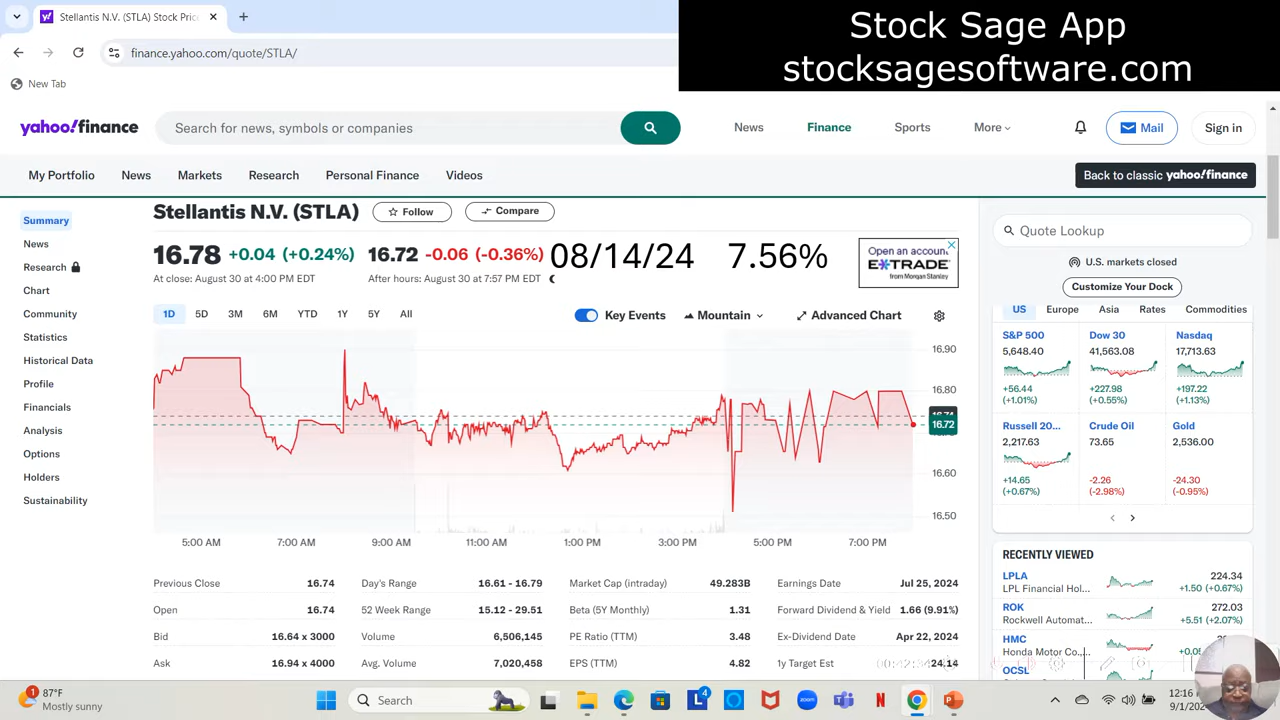 Stellantis N.V. (STLA) Stock Pric
Stock Sage App
finance.yahoo.com/quote/STLA/
stocksagesoftware.com
New Tab
yahoo!finance
Search for news, symbols or companies
News
Finance
Sports
More
Mail
Sign in
My Portfolio
News
Markets
Research
Personal Finance
Videos
Back to classic yahoo!finance
Summary
News
Research
Chart
Community
Statistics
Historical Data
Profile
Financials
Analysis
Options
Holders
Sustainability
Stellantis N.V. (STLA)
Follow
Compare
16.78 +0.04 (+0.24%)
16.72 -0.06 (-0.36%)
08/14/24 7.56%
After hours: August 30 at 7:57 PM EDT
Open an account
E*TRADE
from Morgan Stanley
1D 5D 3M 6M YTD 1Y 5Y All
Key Events
Mountain
Advanced Chart
16.90
16.80
16.72
16.60
16.50
5:00 AM 7:00 AM 9:00 AM 11:00 AM 1:00 PM 3:00 PM 5:00 PM 7:00 PM
Previous Close 16.74
Day's Range 16.61 - 16.79
Market Cap (intraday) 49.283B
Earnings Date Jul 25, 2024
Open 16.74
52 Week Range 15.12 - 29.51
Beta (5Y Monthly) 1.31
Forward Dividend & Yield 1.66 (9.91%)
Bid 16.64 x 3000
Volume 6,506,145
PE Ratio (TTM) 3.48
Ex-Dividend Date Apr 22, 2024
Ask 16.94 x 4000
Avg. Volume 7,020,458
EPS (TTM) 4.82
1y Target Est 24.14
Quote Lookup
U.S. markets closed
Customize Your Dock
US Europe Asia Rates Commodities
S&P 500 Dow 30 Nasdaq
5,648.40 41,563.08 17,713.63
+56.44 +227.98 +197.22
(+1.01%) (+0.55%) (+1.13%)
Russell 20... Crude Oil Gold
2,217.63 73.65 2,536.00
+14.65 -2.26 -24.30
(+0.67%) (-2.98%) (-0.95%)
RECENTLY VIEWED
LPLA 224.34
LPL Financial Hol... +1.50 (+0.67%)
ROK 272.03
Rockwell Automat... +5.51 (+2.07%)
HMC
Honda Motor Co,...
OCSL
1
87°F
Mostly sunny
Search
4
12:16